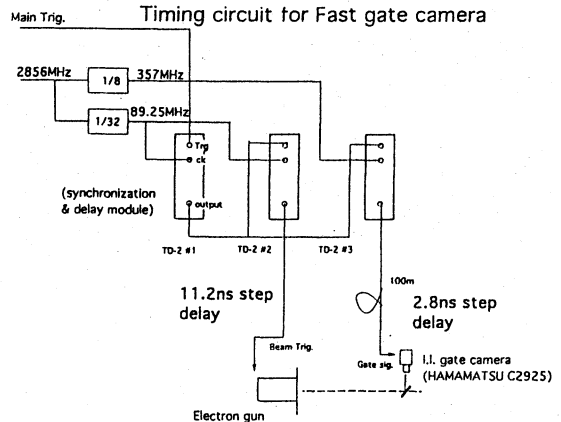 Timing circuit for Fast gate camera
Main Trig.
2856MHz
1/8
357MHz
1/32
89.25MHz
Trg
ck
(synchronization
& delay module)
output
TD-2 #1
TD-2 #2
TD-2 #3
11.2ns step
delay
100m
2.8ns step
delay
Beam Trig.
Gate sig.
I.I. gate camera
(HAMAMATSU C2925)
Electron gun